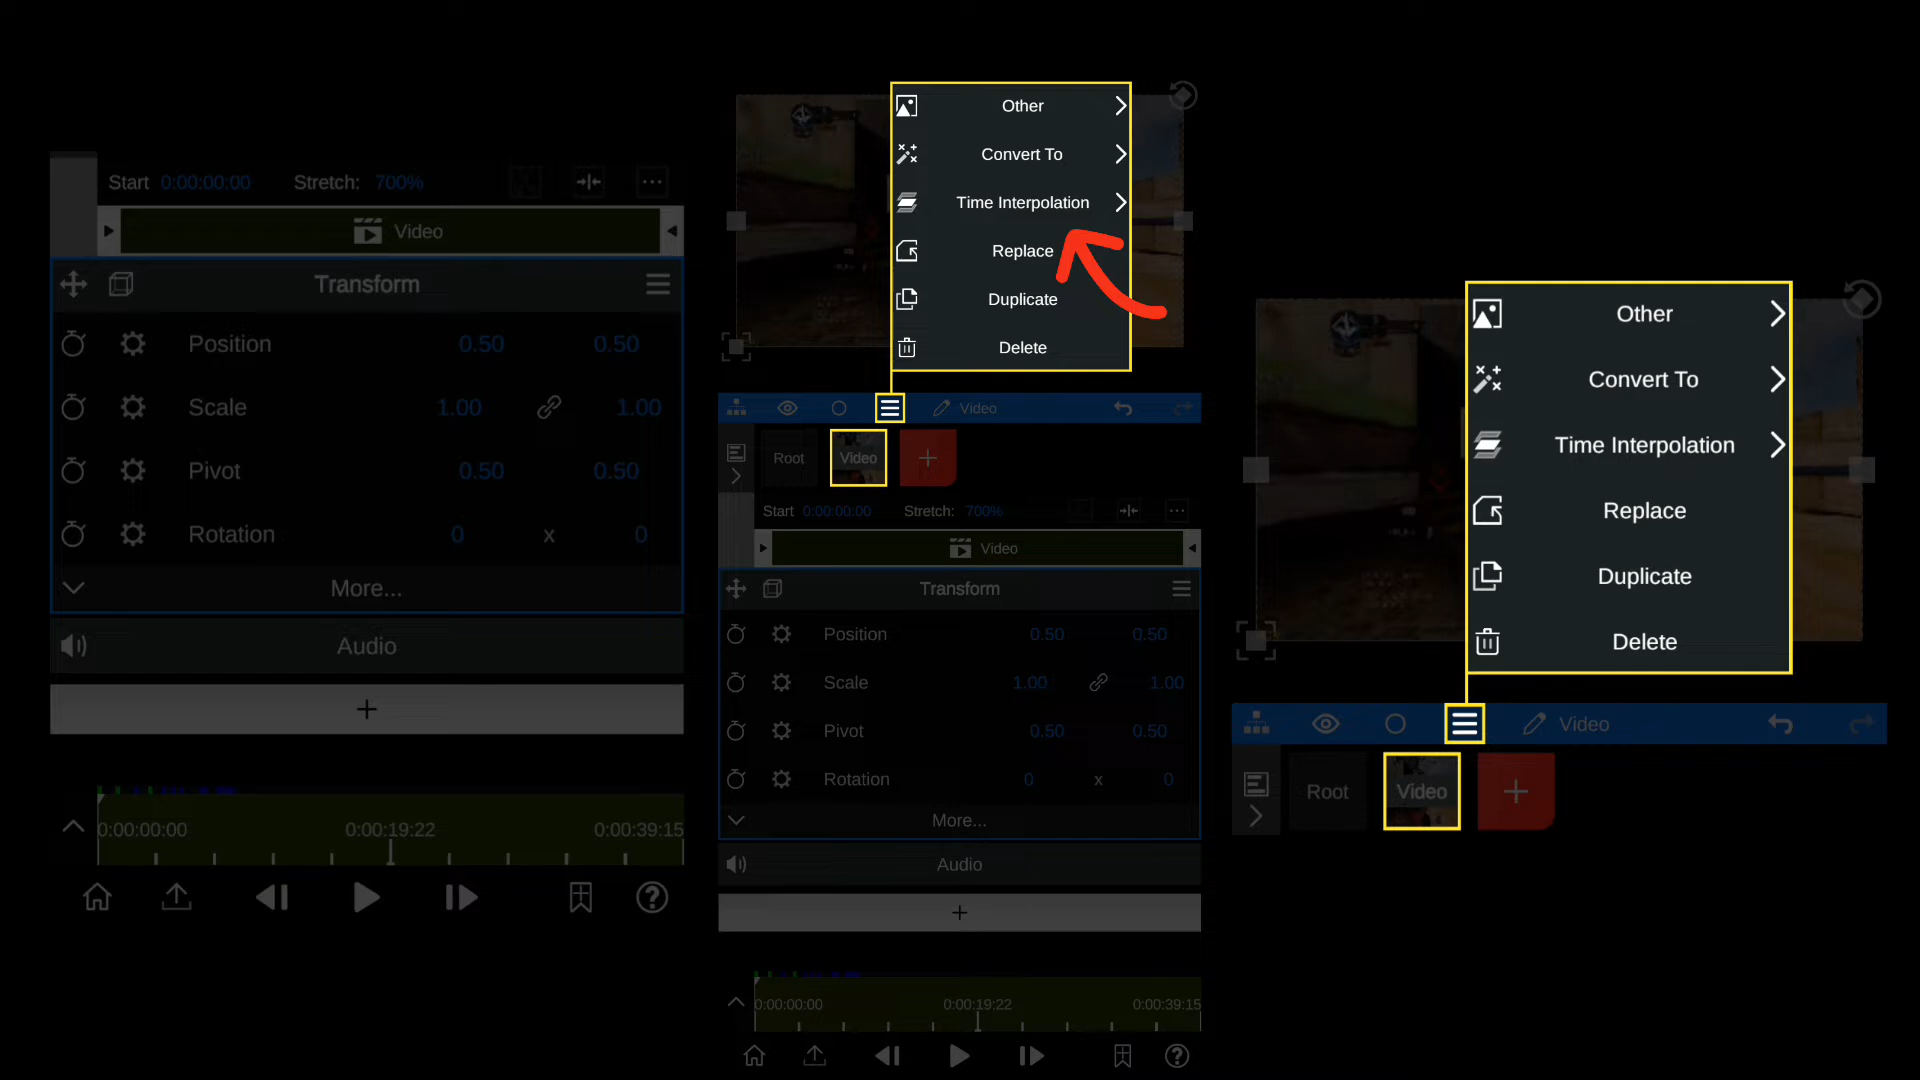 Start 0:00:00:00 Stretch: 700%
Video
Transform
Position 0.50 0.50
Scale 1.00 1.00
Pivot 0.50 0.50
Rotation 0 x 0
More...
Audio
+
0:00:00:00 0:00:19:22 0:00:39:15
Other
Convert To
Time Interpolation
Replace
Duplicate
Delete
Video
Root Video +
Start 0:00:00:00 Stretch: 700%
Video
Transform
Position 0.50 0.50
Scale 1.00 1.00
Pivot 0.50 0.50
Rotation 0 x 0
More...
Audio
+
0:00:00:00 0:00:19:22 0:00:39:15
Other
Convert To
Time Interpolation
Replace
Duplicate
Delete
Video
Root Video +